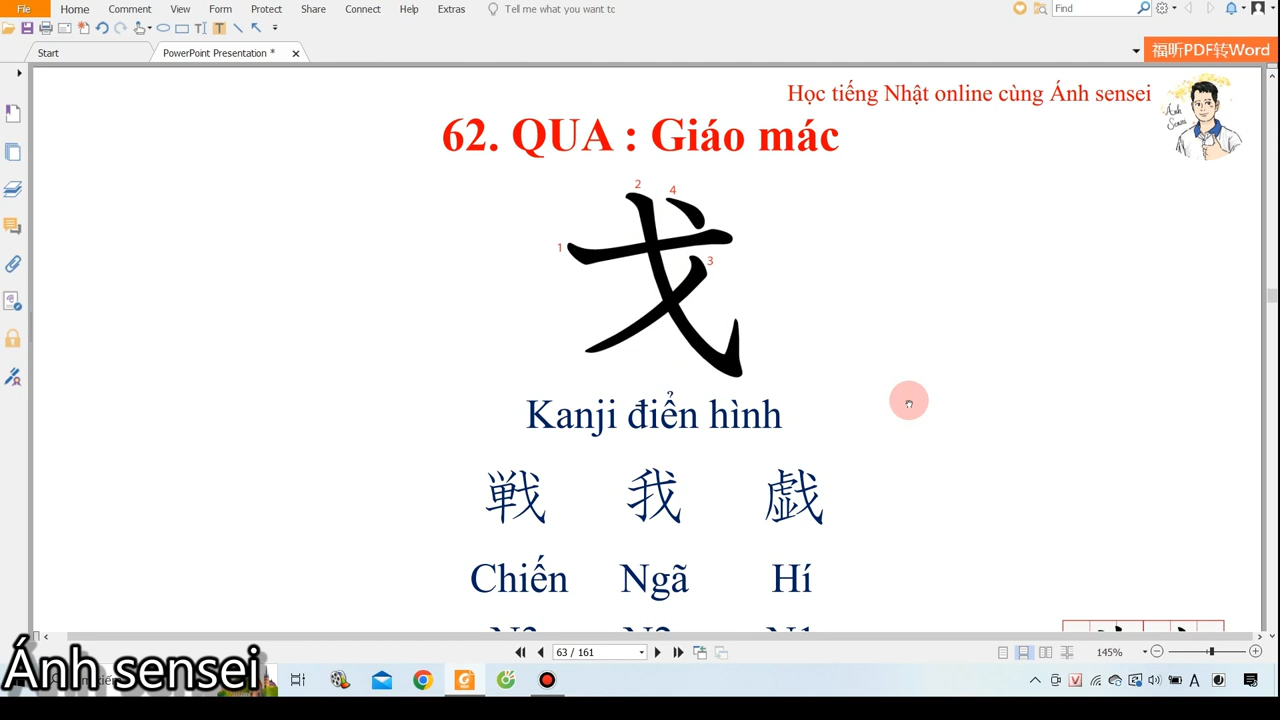 File Home Comment View Form Protect Share Connect Help Extras Tell me what you want to Find
Start PowerPoint Presentation * 福昕PDF转Word
Học tiếng Nhật online cùng Ánh sensei
Ánh
Sensei
62. QUA : Giáo mác
2 4
1
3
戈
Kanji điển hình
戦 我 戯
Chiến Ngã Hí
63 / 161 145%
Ánh sensei